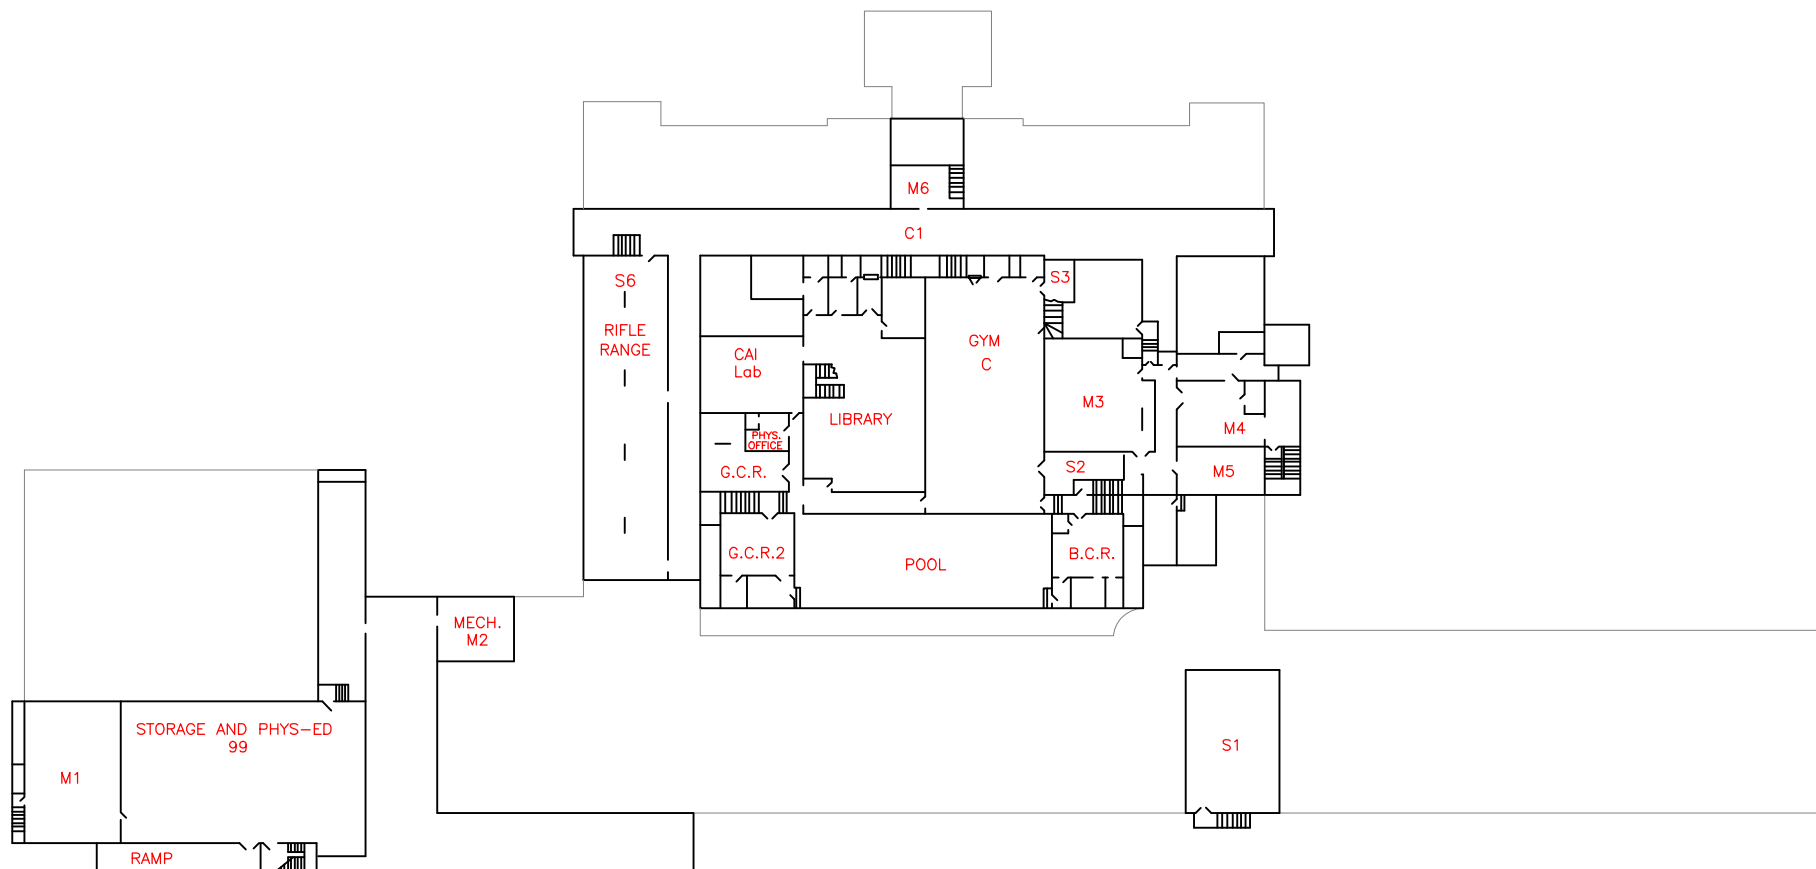 M6
C1
S6
S3
RIFLE
RANGE
GYM
C
CAI
Lab
M3
LIBRARY
M4
PHYS.
OFFICE
G.C.R.
S2
M5
G.C.R.2
B.C.R.
POOL
MECH.
M2
STORAGE AND PHYS-ED
99
S1
M1
RAMP